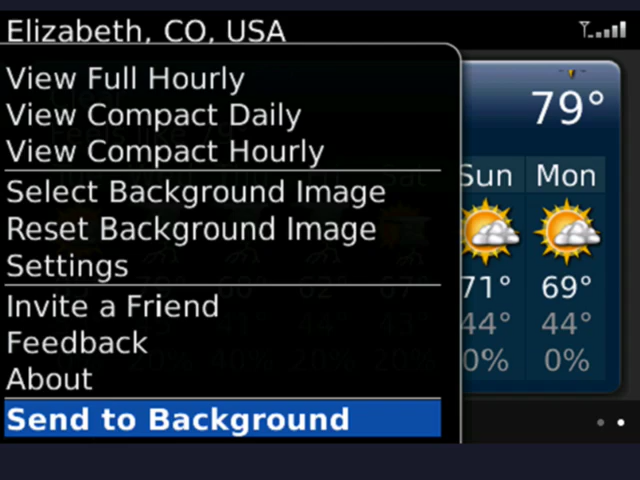 Elizabeth, CO, USA
View Full Hourly
View Compact Daily
View Compact Hourly
Select Background Image
Reset Background Image
Settings
Invite a Friend
Feedback
About
Send to Background
79°
Sun Mon
71° 69°
44° 44°
0% 0%